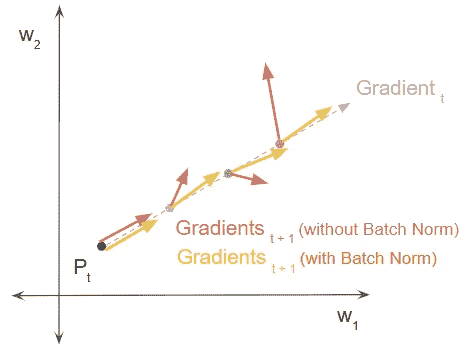 w2
Gradient t
Gradients t + 1 (without Batch Norm)
Gradients t + 1 (with Batch Norm)
Pt
w1